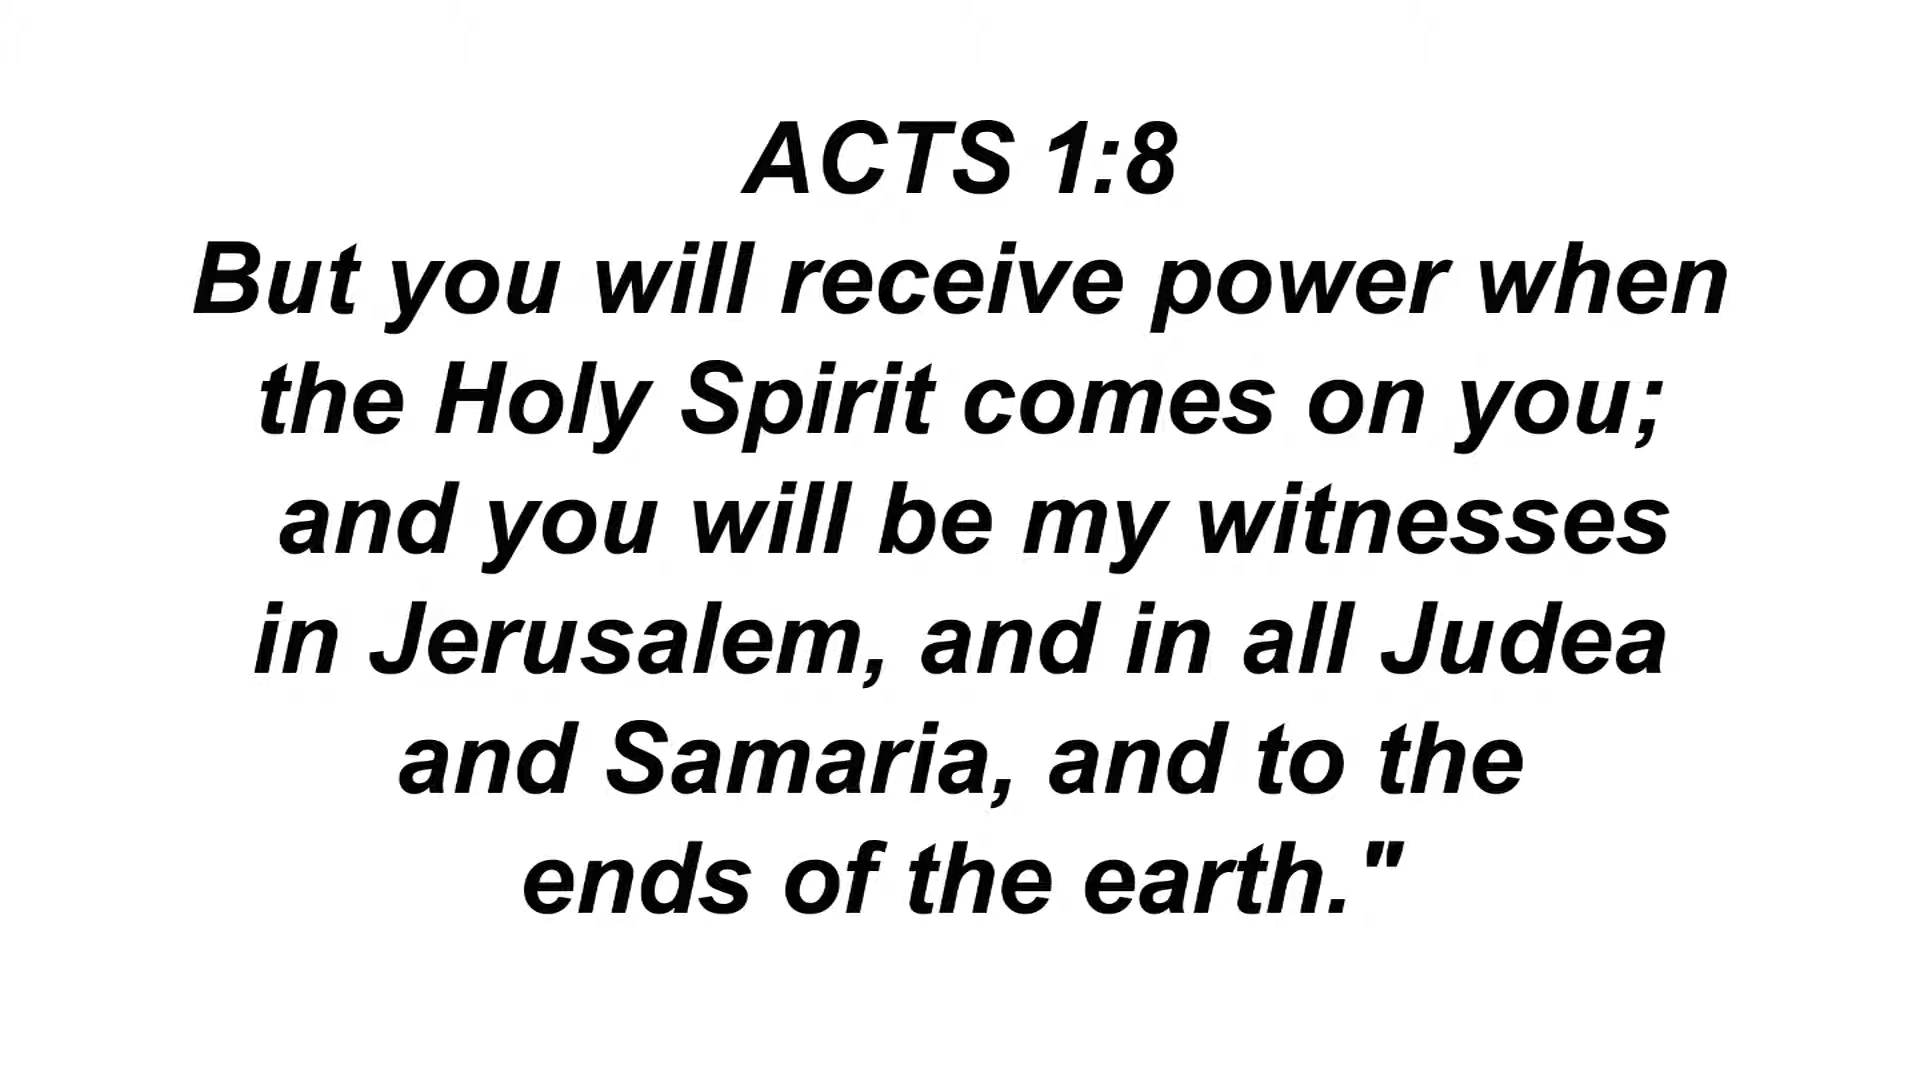 ACTS 1:8
But you will receive power when
the Holy Spirit comes on you;
and you will be my witnesses
in Jerusalem, and in all Judea
and Samaria, and to the
ends of the earth."